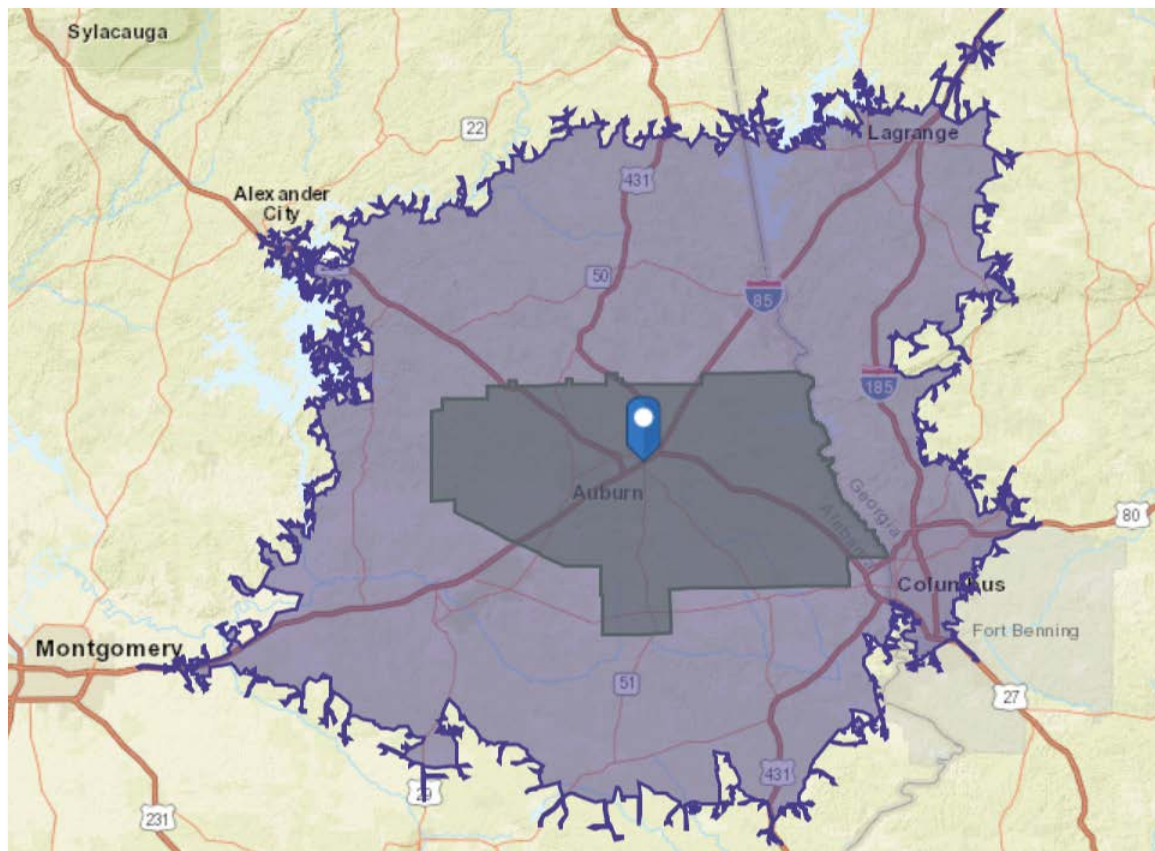 Sylacauga
22
Lagrange
431
Alexander
City
50
85
185
Auburn
Georgia
Alabama
80
Columbus
Fort Benning
Montgomery
51
27
431
29
231